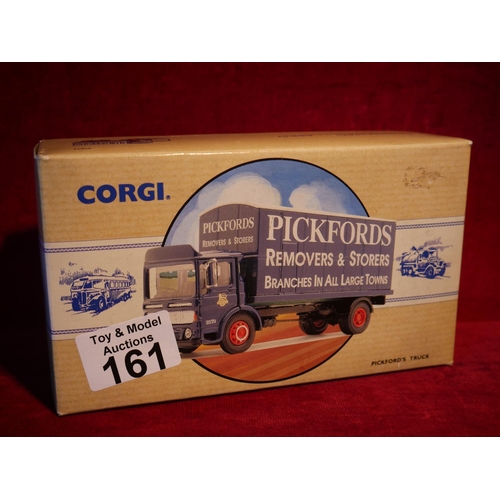 CORGI®
PICKFORDS
REMOVERS & STORERS
PICKFORDS
REMOVERS & STORERS
BRANCHES IN ALL LARGE TOWNS
Toy & Model
Auctions
161
PICKFORD'S TRUCK